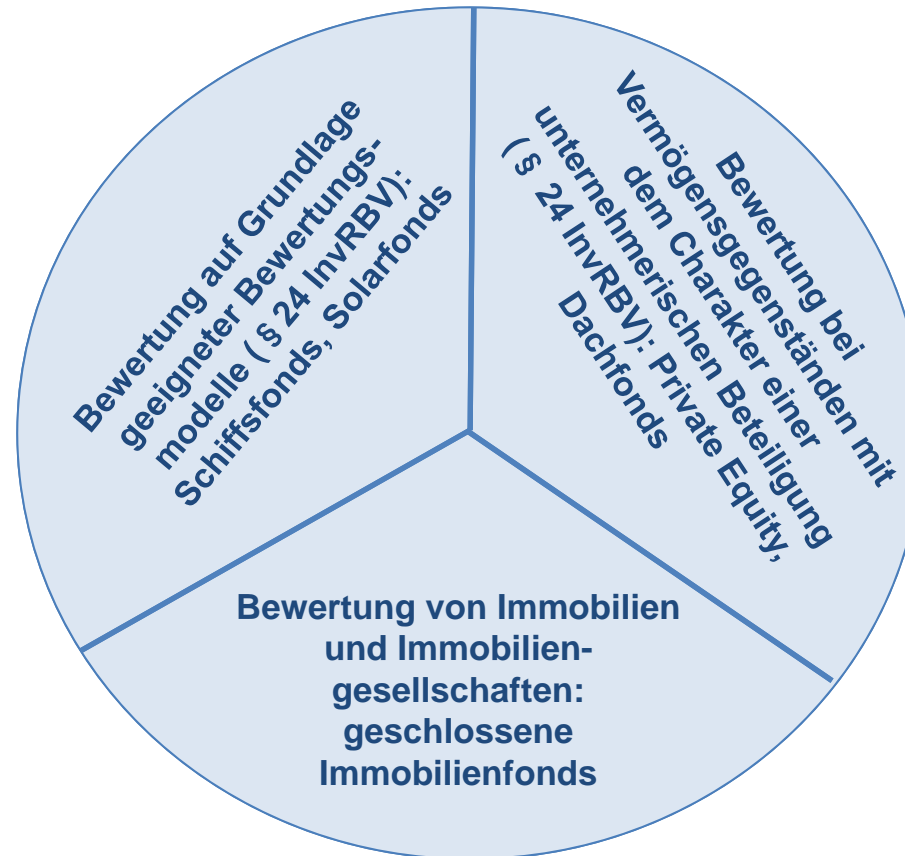 Bewertung auf Grundlage
geeigneter Bewertungs-
modelle ( § 24 InvRBV):
Schiffsfonds, Solarfonds
Bewertung bei
Vermögensgegenständen mit
dem Charakter einer
unternehmerischen Beteiligung
( § 24 InvRBV): Private Equity,
Dachfonds
Bewertung von Immobilien
und Immobilien-
gesellschaften:
geschlossene
Immobilienfonds